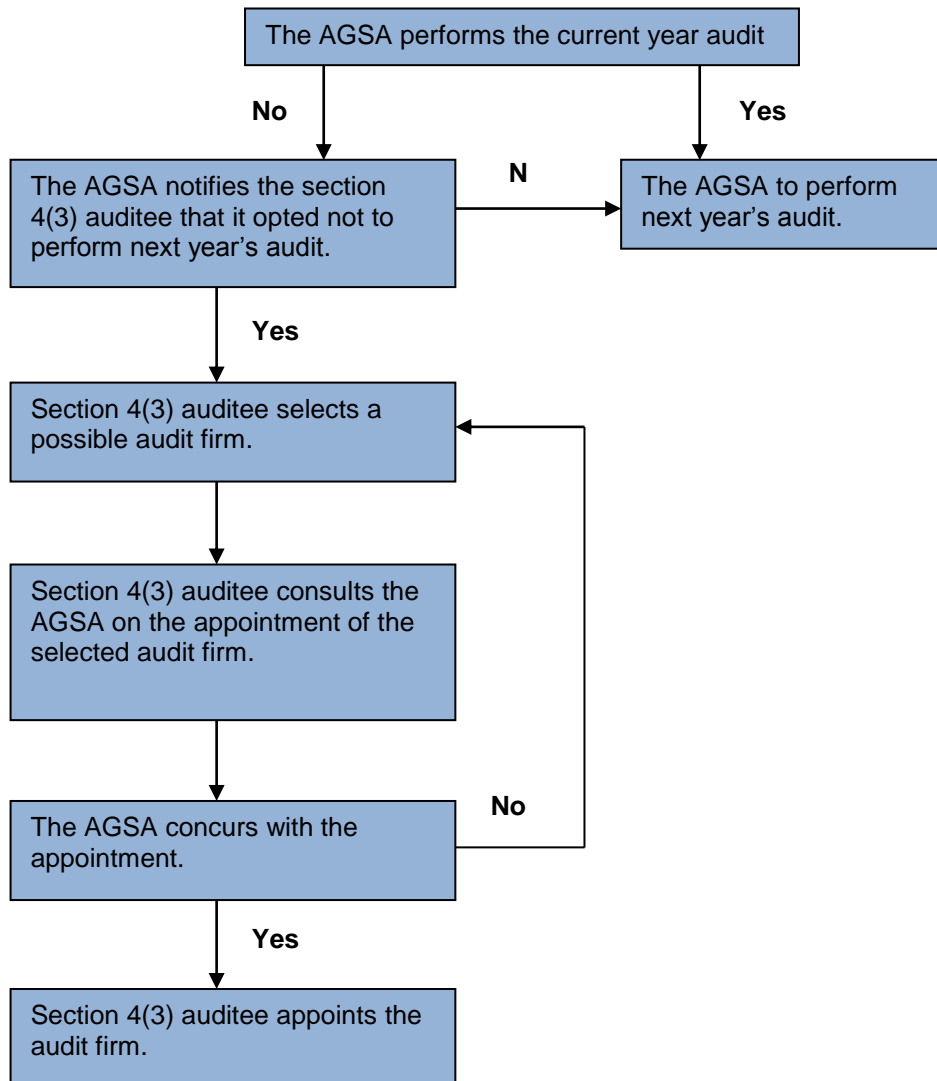 The AGSA performs the current year audit
No
Yes
The AGSA notifies the section
4(3) auditee that it opted not to
perform next year’s audit.
N
The AGSA to perform
next year’s audit.
Yes
Section 4(3) auditee selects a
possible audit firm.
Section 4(3) auditee consults the
AGSA on the appointment of the
selected audit firm.
No
The AGSA concurs with the
appointment.
Yes
Section 4(3) auditee appoints the
audit firm.